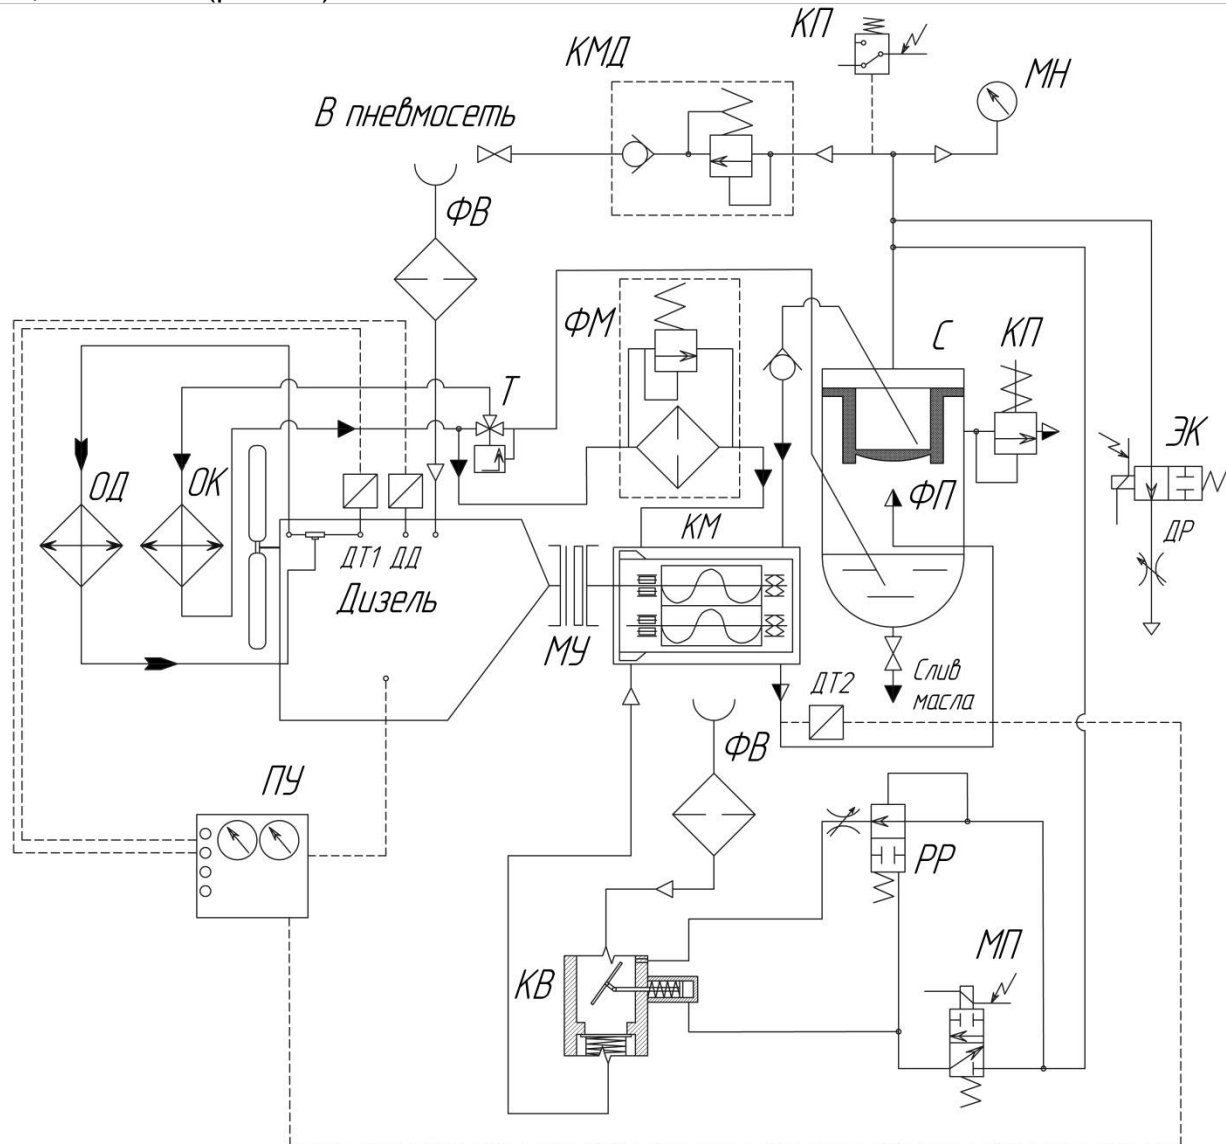 КП
КМД
МН
В пневмосеть
ФВ
ФМ
С
КП
Т
ЭК
ОД
ОК
ФП
КМ
ДТ1
ДД
ДР
Дизель
МУ
Слив
масла
ДТ2
ФВ
ПУ
РР
МП
КВ